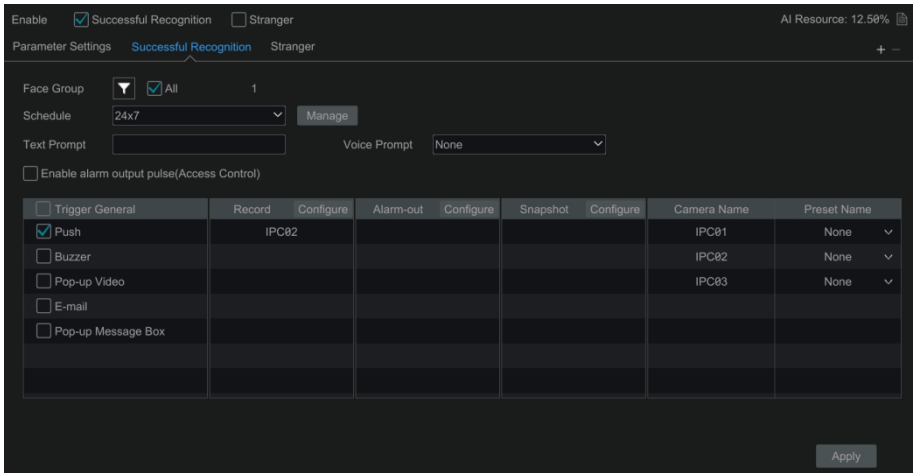 Enable Successful Recognition Stranger AI Resource: 12.50%
Parameter Settings Successful Recognition Stranger + −
Face Group All 1
Schedule 24x7 Manage
Text Prompt Voice Prompt None
Enable alarm output pulse(Access Control)
Trigger General Record Configure Alarm-out Configure Snapshot Configure Camera Name Preset Name
Push IPC02 IPC01 None
Buzzer IPC02 None
Pop-up Video IPC03 None
E-mail
Pop-up Message Box
Apply